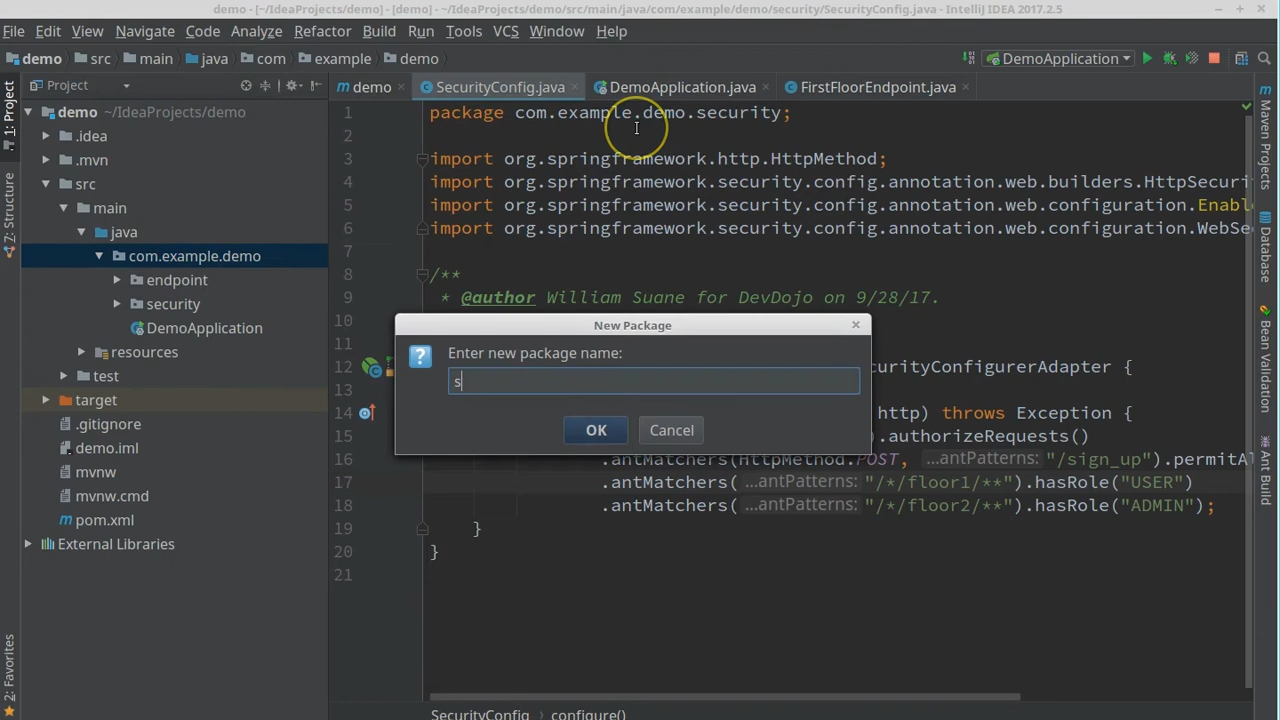 demo - [~/IdeaProjects/demo] - [demo] - ~/IdeaProjects/demo/src/main/java/com/example/demo/security/SecurityConfig.java - IntelliJ IDEA 2017.2.5
File Edit View Navigate Code Analyze Refactor Build Run Tools VCS Window Help
demo src main java com example demo DemoApplication
Project
demo SecurityConfig.java DemoApplication.java FirstFloorEndpoint.java
1: Project
Z: Structure
2: Favorites
demo ~/IdeaProjects/demo
.idea
.mvn
src
main
java
com.example.demo
endpoint
security
DemoApplication
resources
test
target
.gitignore
demo.iml
mvnw
mvnw.cmd
pom.xml
External Libraries
1 package com.example.demo.security;
2
3 import org.springframework.http.HttpMethod;
4 import org.springframework.security.config.annotation.web.builders.HttpSecuri
5 import org.springframework.security.config.annotation.web.configuration.Enabl
6 import org.springframework.security.config.annotation.web.configuration.WebSe
7
8 /**
9 * @author William Suane for DevDojo on 9/28/17.
10
11
12 curityConfigurerAdapter {
13
14 http) throws Exception {
15 ).authorizeRequests()
16 .antMatchers(HttpMethod.POST, ...antPatterns: "/sign_up").permitAl
17 .antMatchers( ...antPatterns: "/*/floor1/**").hasRole("USER")
18 .antMatchers( ...antPatterns: "/*/floor2/**").hasRole("ADMIN");
19 }
20 }
21
New Package
Enter new package name:
s
OK Cancel
SecurityConfig configure()
Maven Projects
Database
Bean Validation
Ant Build